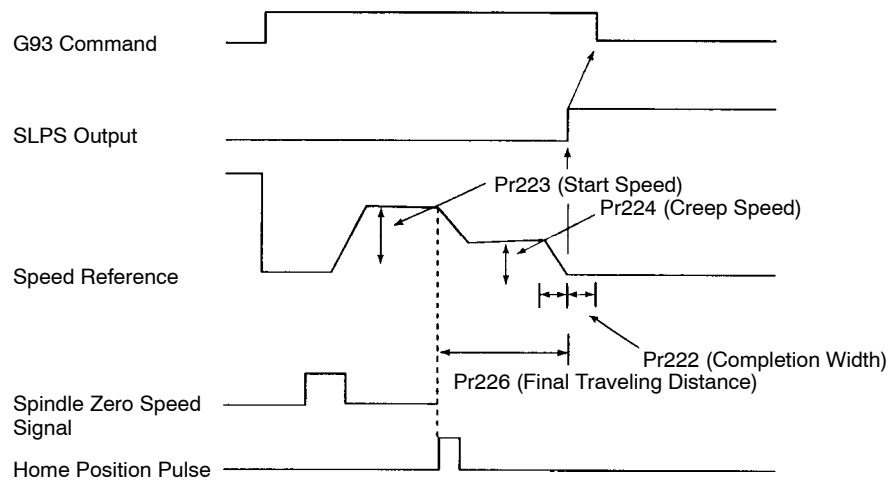 G93 Command
SLPS Output
Pr223 (Start Speed)
Pr224 (Creep Speed)
Speed Reference
Pr222 (Completion Width)
Pr226 (Final Traveling Distance)
Spindle Zero Speed
Signal
Home Position Pulse